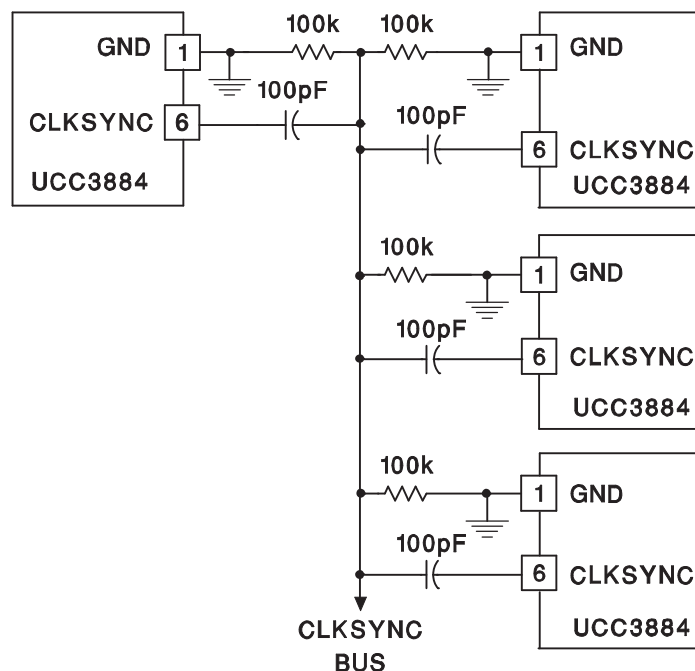 100k 100k
GND 1 1 GND
100pF
100pF
CLKSYNC 6
6 CLKSYNC
UCC3884 UCC3884
100k
1 GND
100pF
6 CLKSYNC
UCC3884
100k
1 GND
100pF
6 CLKSYNC
CLKSYNC
UCC3884
BUS